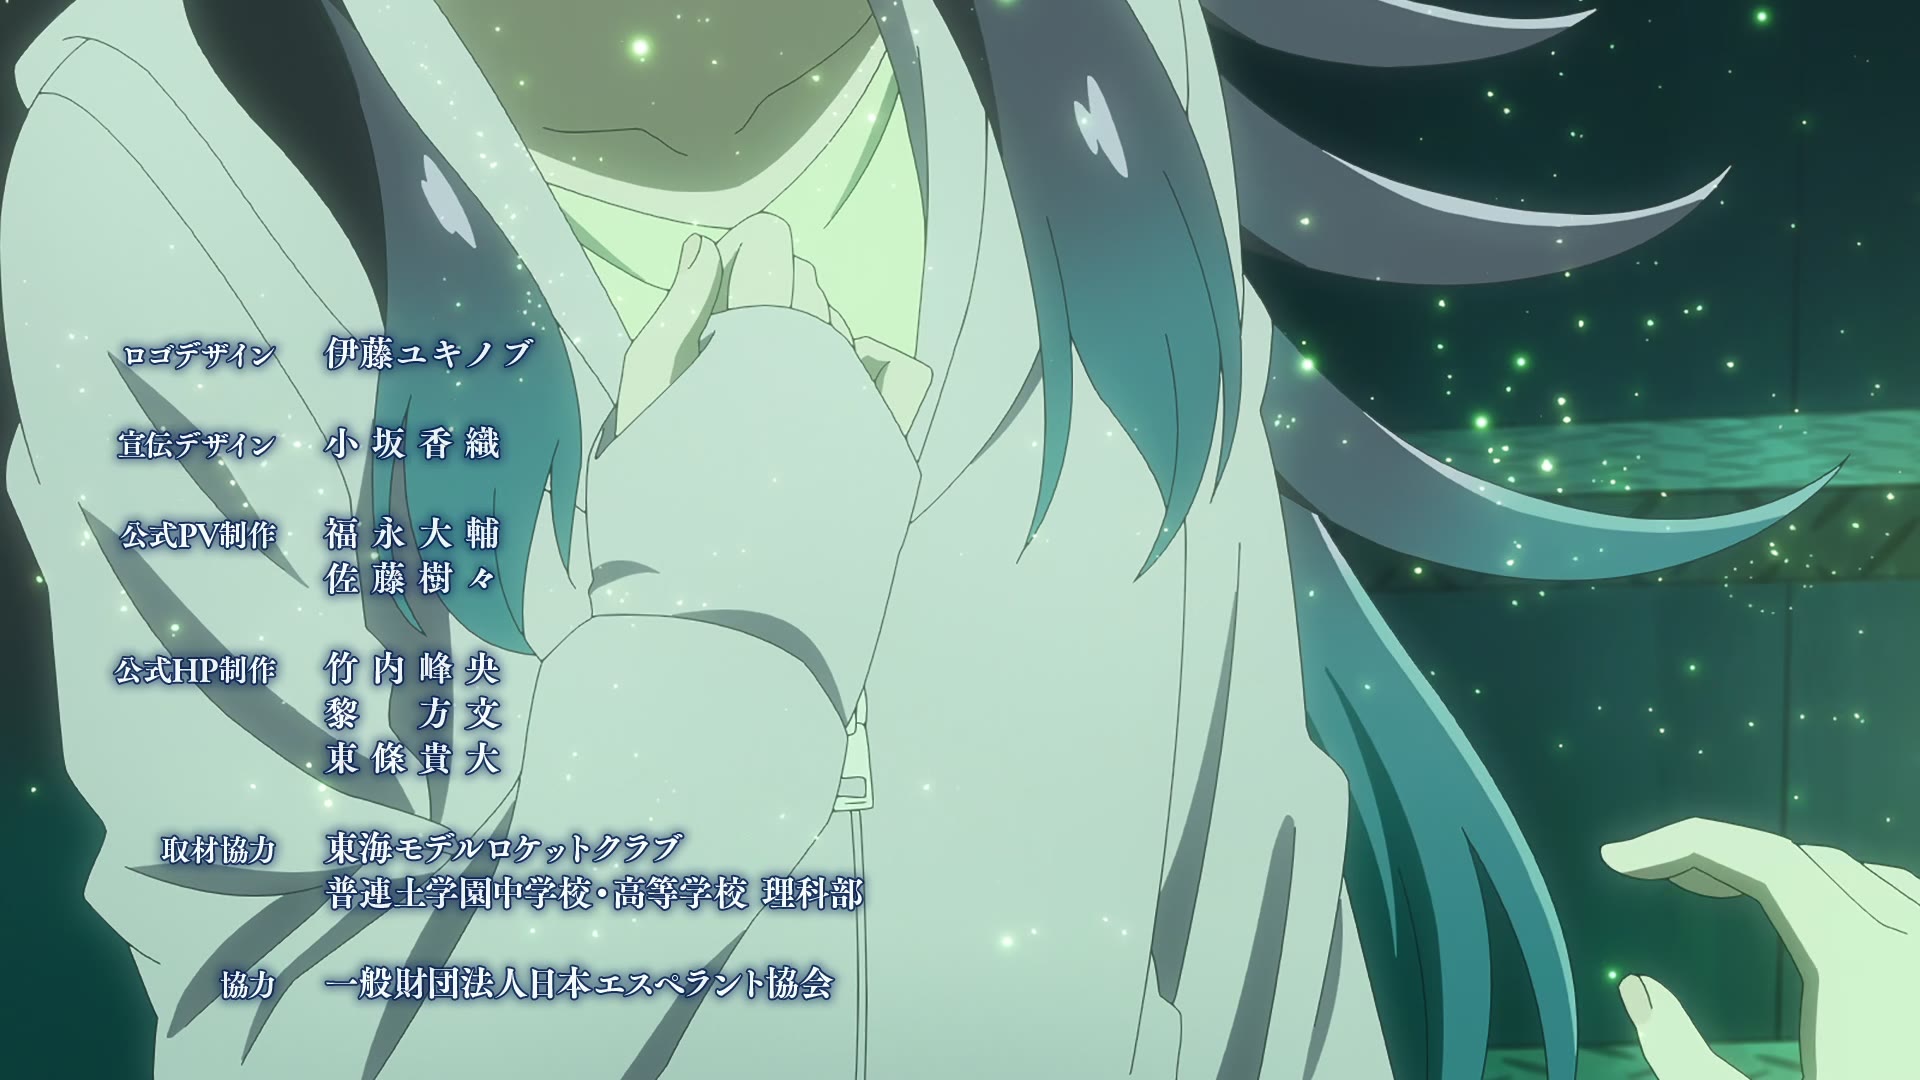 ロゴデザイン 伊藤ユキノブ
宣伝デザイン 小坂香織
公式PV制作 福永大輔
佐藤樹々
公式HP制作 竹内峰央
黎 方文
東條貴大
取材協力 東海モデルロケットクラブ
普連土学園中学校・高等学校 理科部
協力 一般財団法人日本エスペラント協会